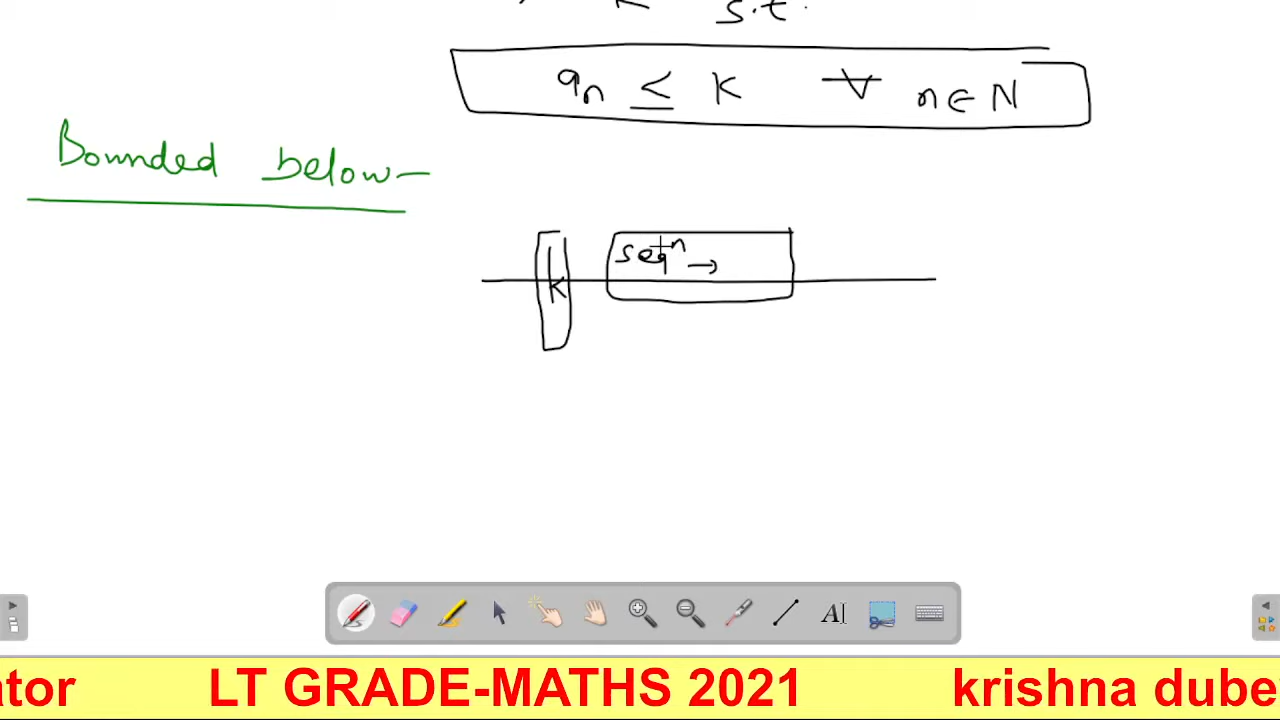 K s.t.
an ≤ K ∀ n ∈ N
Bounded below-
K seqⁿ →
AI
ator LT GRADE-MATHS 2021 krishna dube